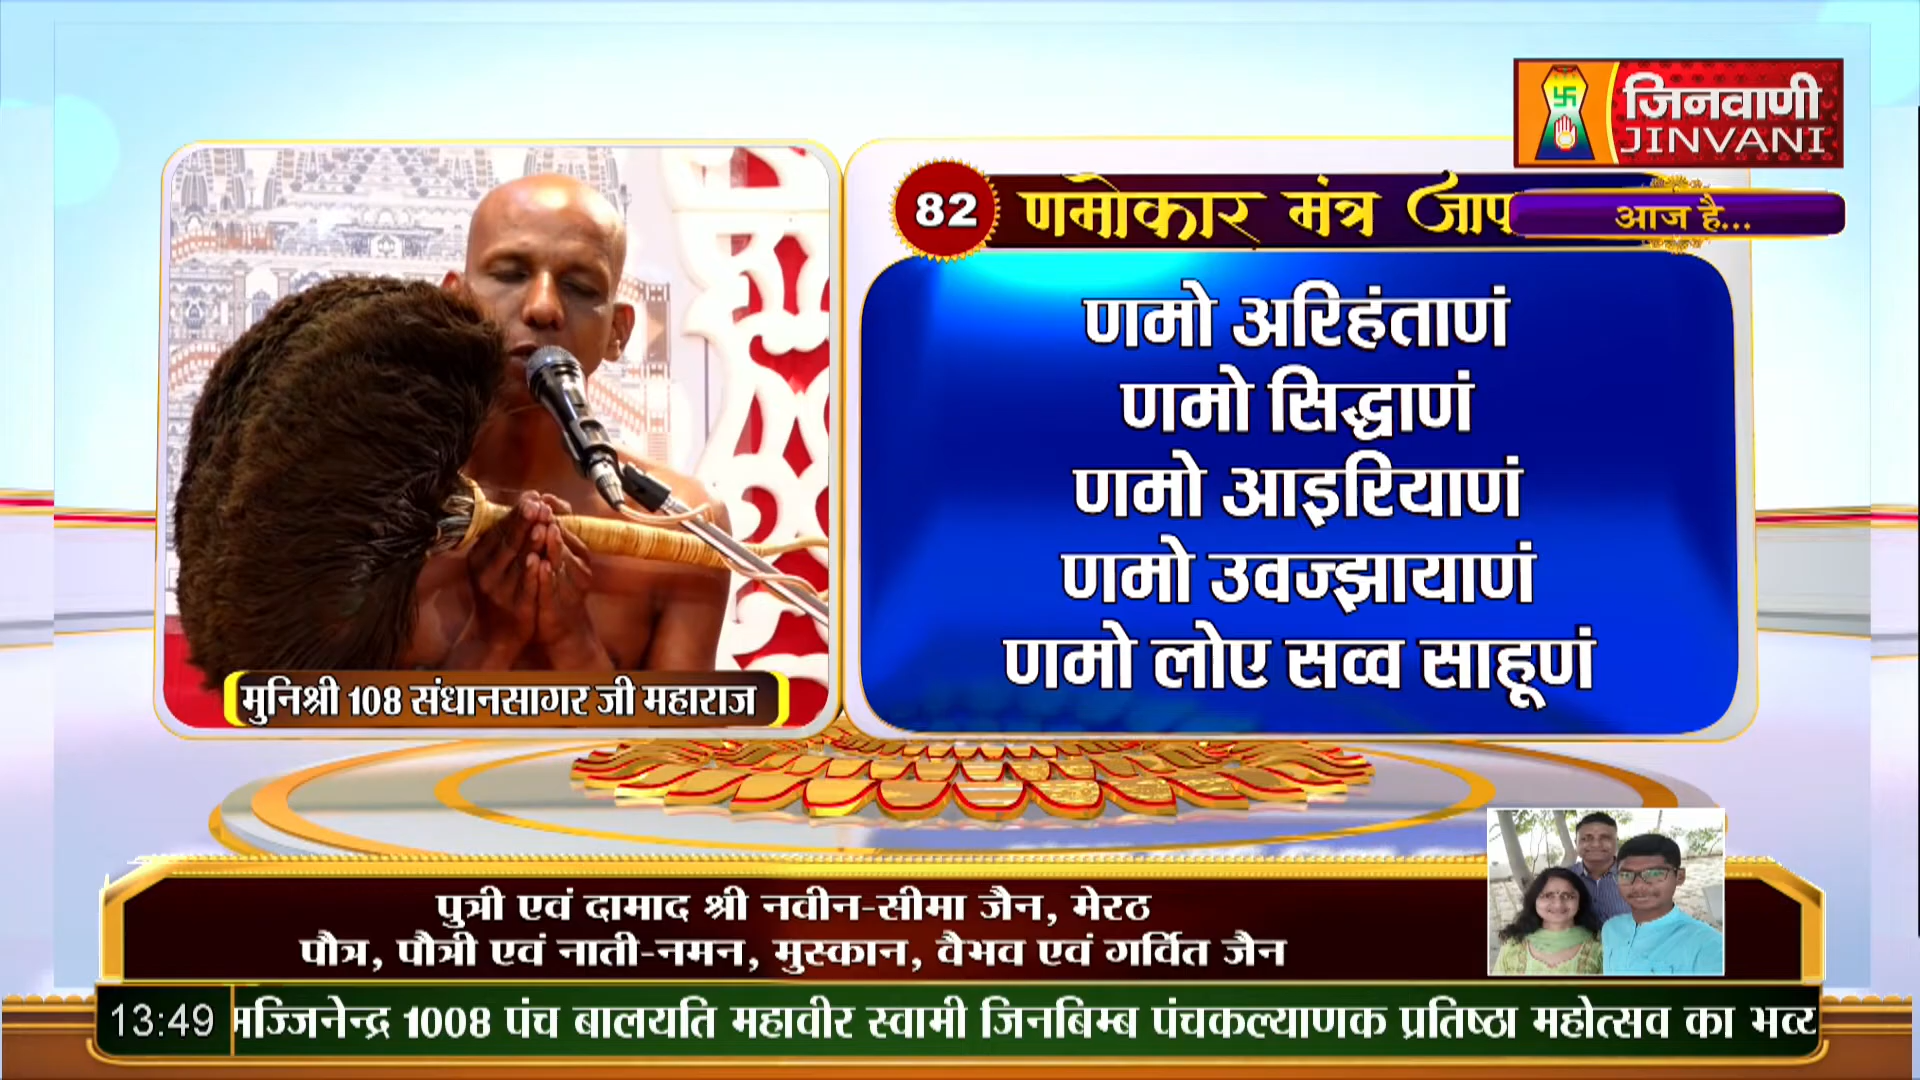 जिनवाणी
JINVANI
82 णमोकार मंत्र जाप
आज है...
णमो अरिहंताणं
णमो सिद्धाणं
णमो आइरियाणं
णमो उवज्झायाणं
णमो लोए सव्व साहूणं
मुनिश्री 108 संधानसागर जी महाराज
पुत्री एवं दामाद श्री नवीन-सीमा जैन, मेरठ
पौत्र, पौत्री एवं नाती-नमन, मुस्कान, वैभव एवं गर्वित जैन
13:49 मज्जिनेन्द्र 1008 पंच बालयति महावीर स्वामी जिनबिम्ब पंचकल्याणक प्रतिष्ठा महोत्सव का